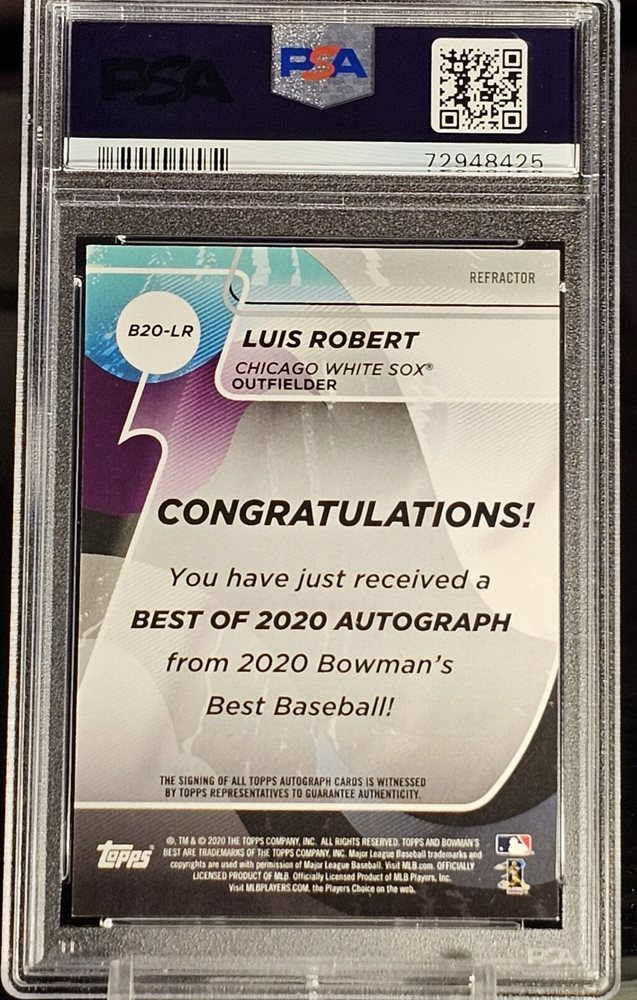 PSA
PSA
72948425
REFRACTOR
B20-LR
LUIS ROBERT
CHICAGO WHITE SOX®
OUTFIELDER
CONGRATULATIONS!
You have just received a
BEST OF 2020 AUTOGRAPH
from 2020 Bowman's
Best Baseball!
THE SIGNING OF ALL TOPPS AUTOGRAPH CARDS IS WITNESSED
BY TOPPS REPRESENTATIVES TO GUARANTEE AUTHENTICITY.
topps
®, TM & © 2020 THE TOPPS COMPANY, INC. ALL RIGHTS RESERVED. TOPPS AND BOWMAN'S
BEST ARE TRADEMARKS OF THE TOPPS COMPANY, INC. Major League Baseball trademarks and
copyrights are used with permission of Major League Baseball. Visit MLB.com. OFFICIALLY
LICENSED PRODUCT OF MLB. Officially Licensed Product of MLB Players, Inc.
Visit MLBPLAYERS.COM, the Players Choice on the web.
PSA